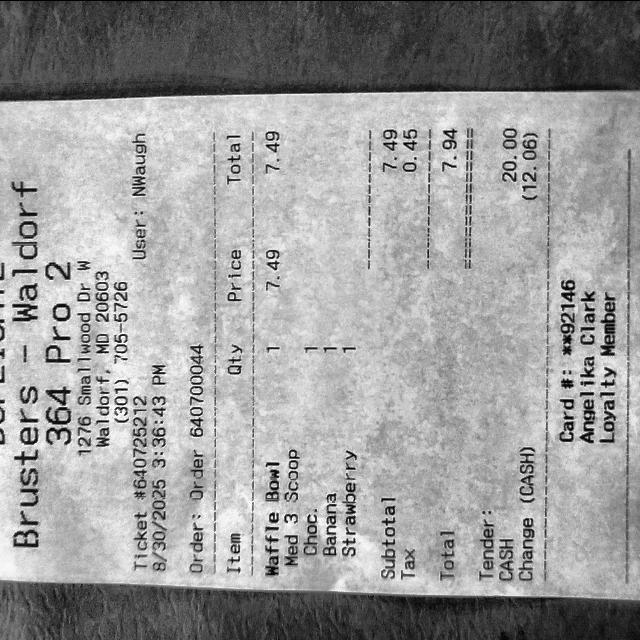 Brusters - Waldorf
364 Pro 2
1276 Smallwood Dr W
Waldorf, MD 20603
(301) 705-5726
Ticket #640726212 User: NWaugh
8/30/2025 3:36:43 PM
Order: Order 640700044
Item Qty Price Total
Waffle Bowl 1 7.49 7.49
Med 3 Scoop
Choc. 1
Banana 1
Strawberry 1
Subtotal 7.49
Tax 0.45
Total 7.94
Tender:
CASH 20.00
Change (CASH) (12.06)
Card #: **92146
Angelika Clark
Loyalty Member